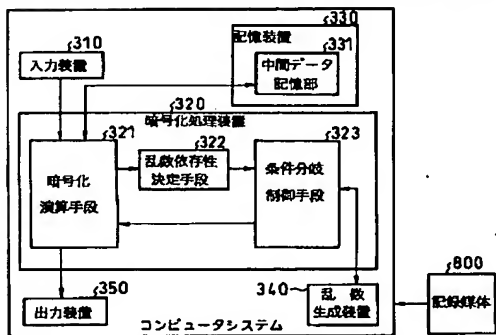 330
310
記憶装置
331
入力装置
中間データ
記憶部
320
暗号化処理装置
321
322
323
暗号化
演算手段
乱数依存性
決定手段
条件分岐
制御手段
350
340
800
出力装置
乱数
生成装置
記録媒体
コンピュータシステム